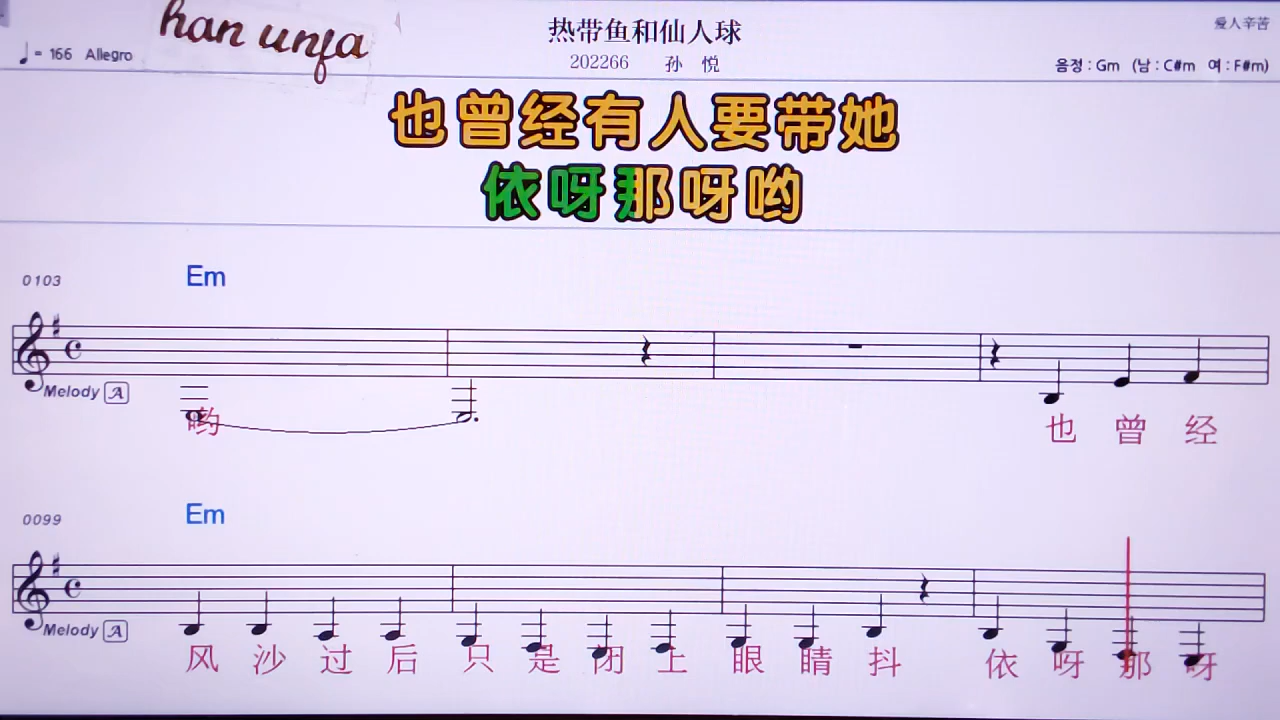 han unfa
热带鱼和仙人球
爱人辛苦
♩= 166 Allegro
202266 孙 悦
음정 : Gm (남 : C#m 여 : F#m)
也曾经有人要带她
依呀那呀哟
0103
Em
Melody A
哟 也 曾 经
0099
Em
Melody A
风 沙 过 后 只 是 闭 上 眼 睛 抖 依 呀 那 呀